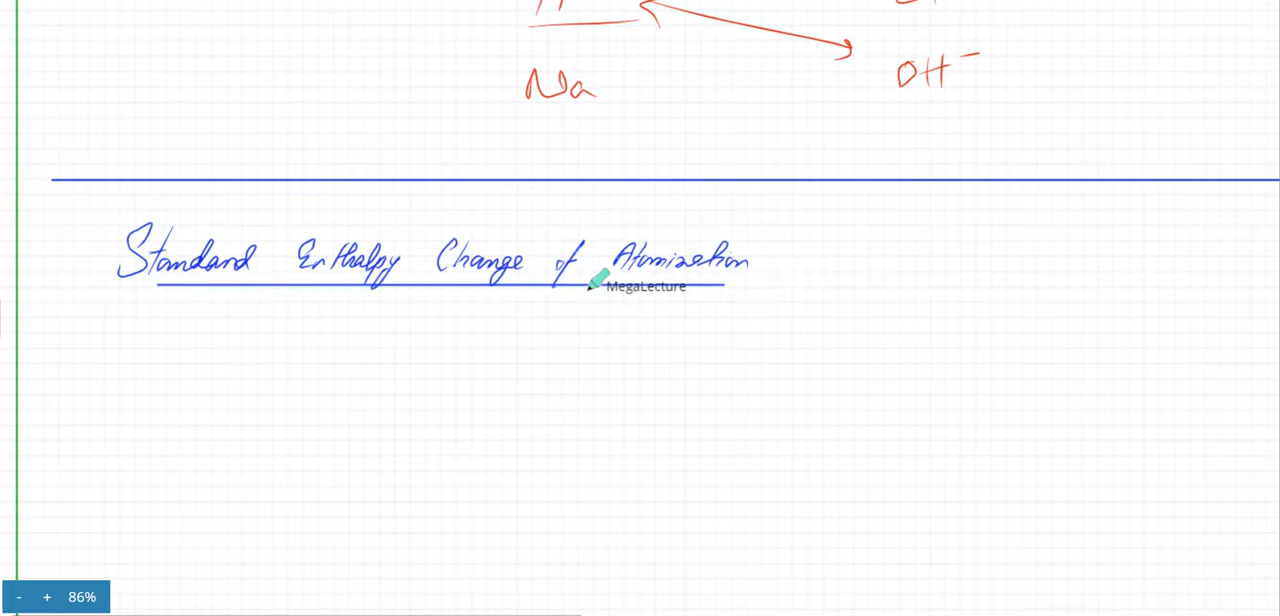 OH⁻
Na
Standard Enthalpy Change of Atomization
MegaLecture
- + 86%